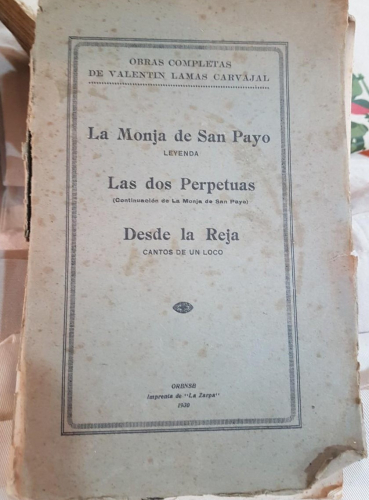 OBRAS COMPLETAS
DE VALENTIN LAMAS CARVAJAL
La Monja de San Payo
LEYENDA
Las dos Perpetuas
(Continuación de La Monja de San Payo)
Desde la Reja
CANTOS DE UN LOCO
ORENSE
Imprenta de "La Zarpa"
1930